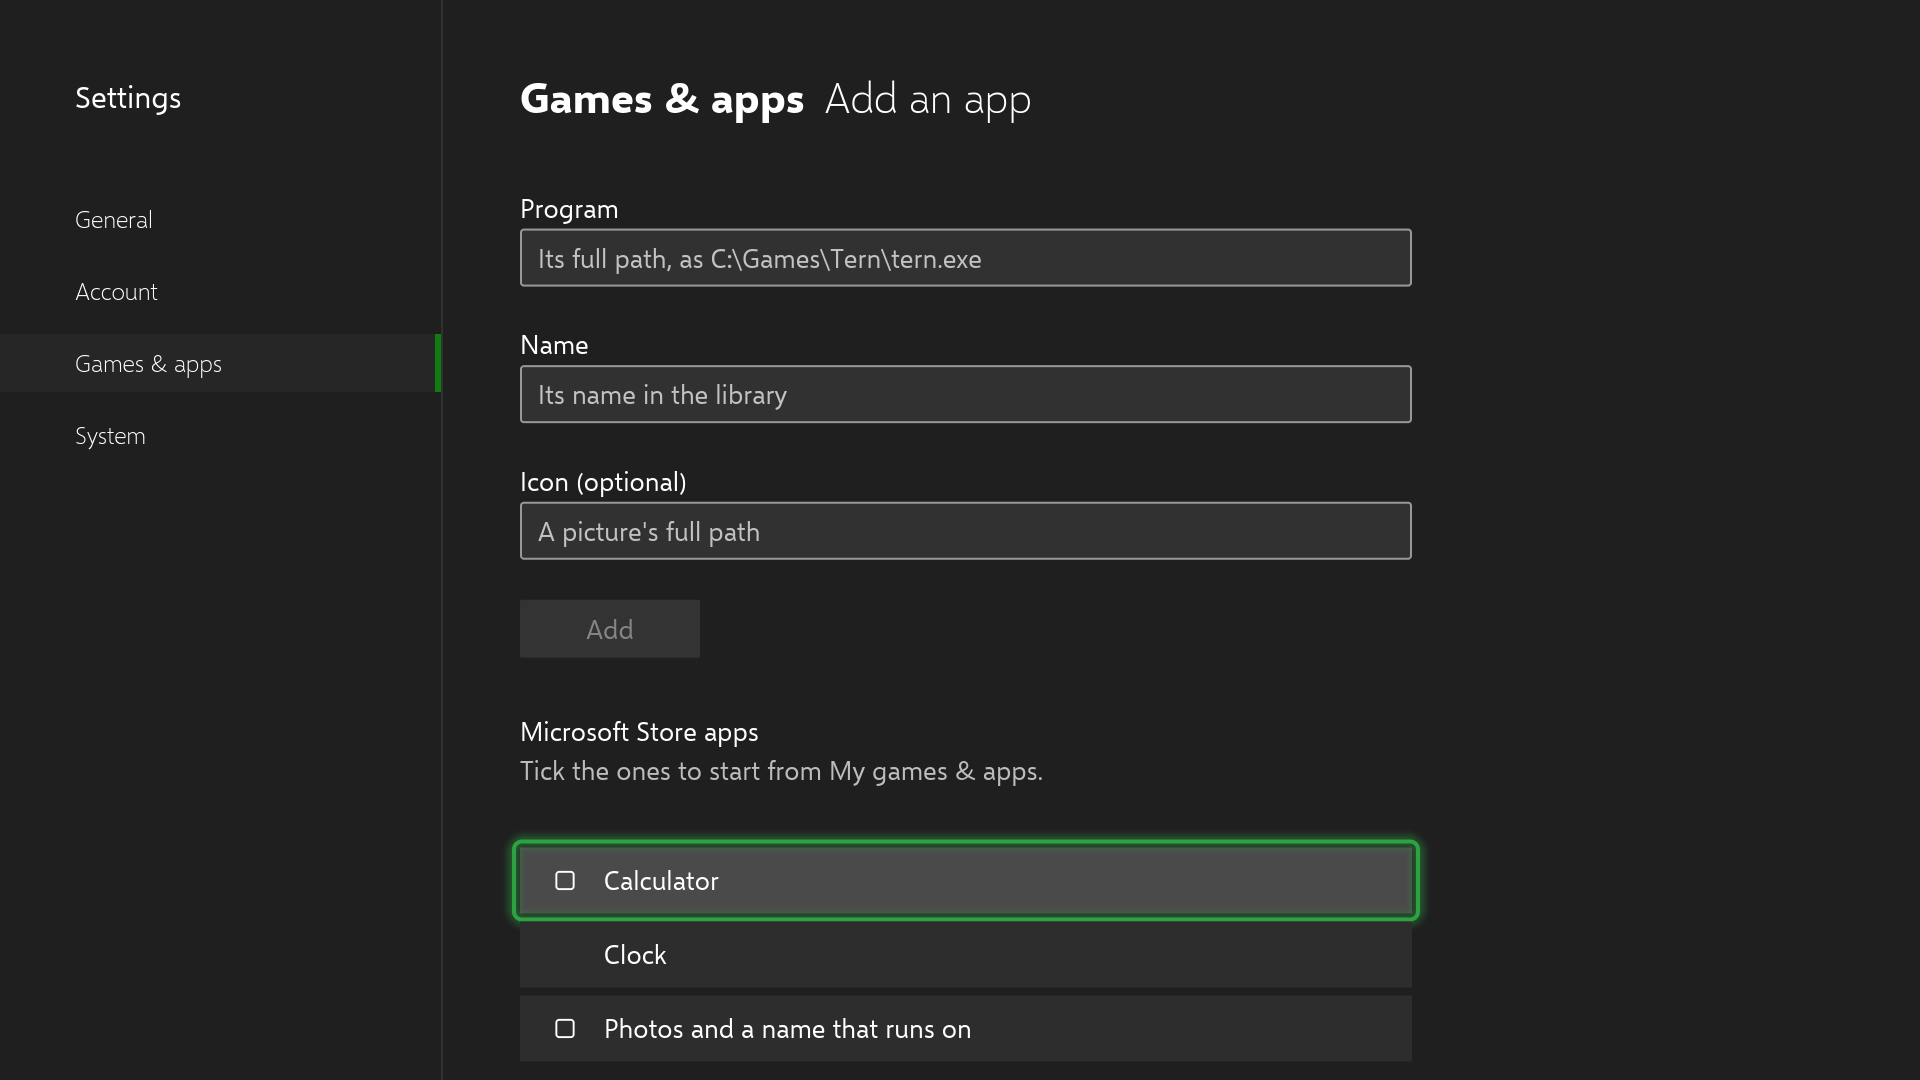 Settings
General
Account
Games & apps
System
Games & apps Add an app
Program
Its full path, as C:\Games\Tern\tern.exe
Name
Its name in the library
Icon (optional)
A picture's full path
Add
Microsoft Store apps
Tick the ones to start from My games & apps.
Calculator
Clock
Photos and a name that runs on